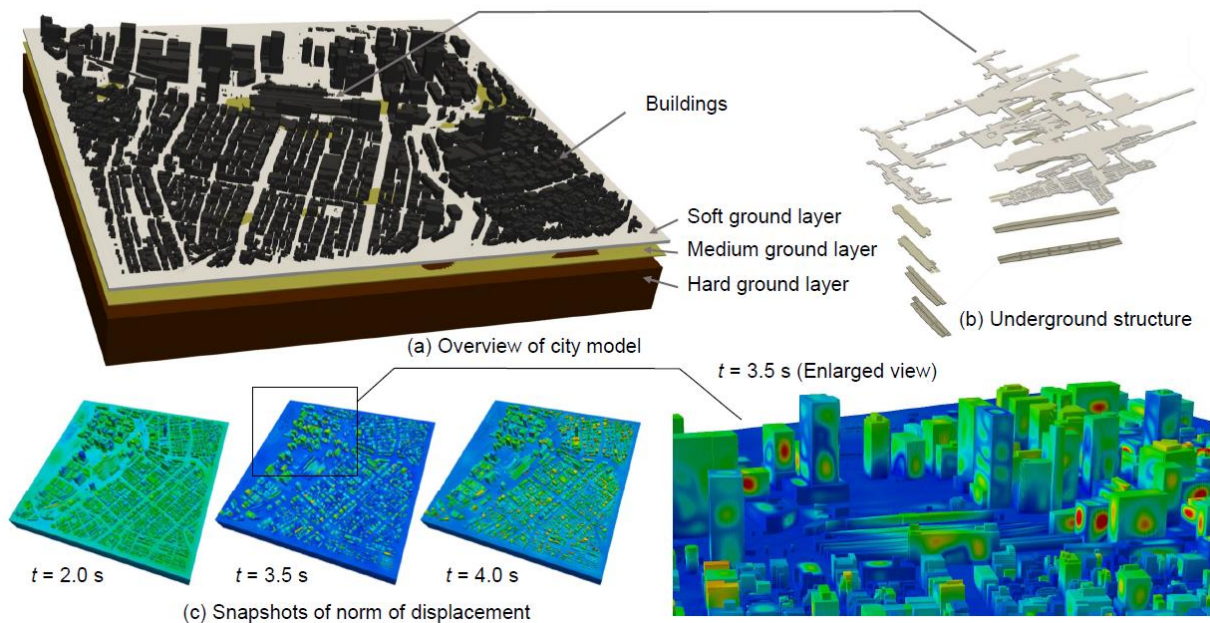 Buildings
Soft ground layer
Medium ground layer
Hard ground layer
(b) Underground structure
(a) Overview of city model
t = 3.5 s (Enlarged view)
t = 2.0 s
t = 3.5 s
t = 4.0 s
(c) Snapshots of norm of displacement